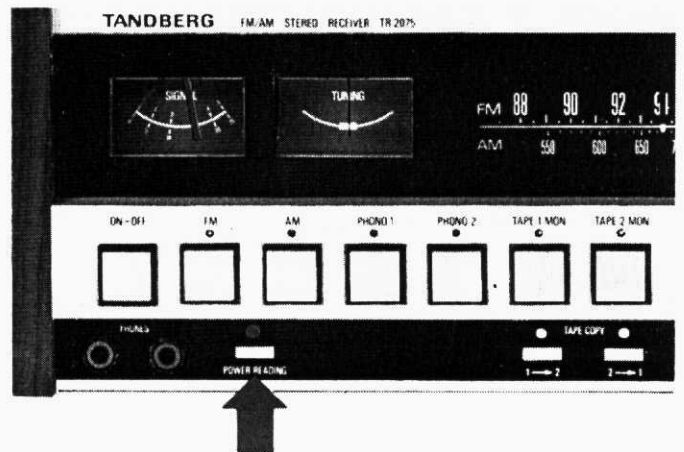 TANDBERG FM/AM STEREO RECEIVER TR 2075
SIGNAL TUNING
FM 88 90 92
AM 550 600 650
ON-OFF FM AM PHONO 1 PHONO 2 TAPE 1 MON TAPE 2 MON
PHONES TAPE COPY
POWER READING 1→2 2→1